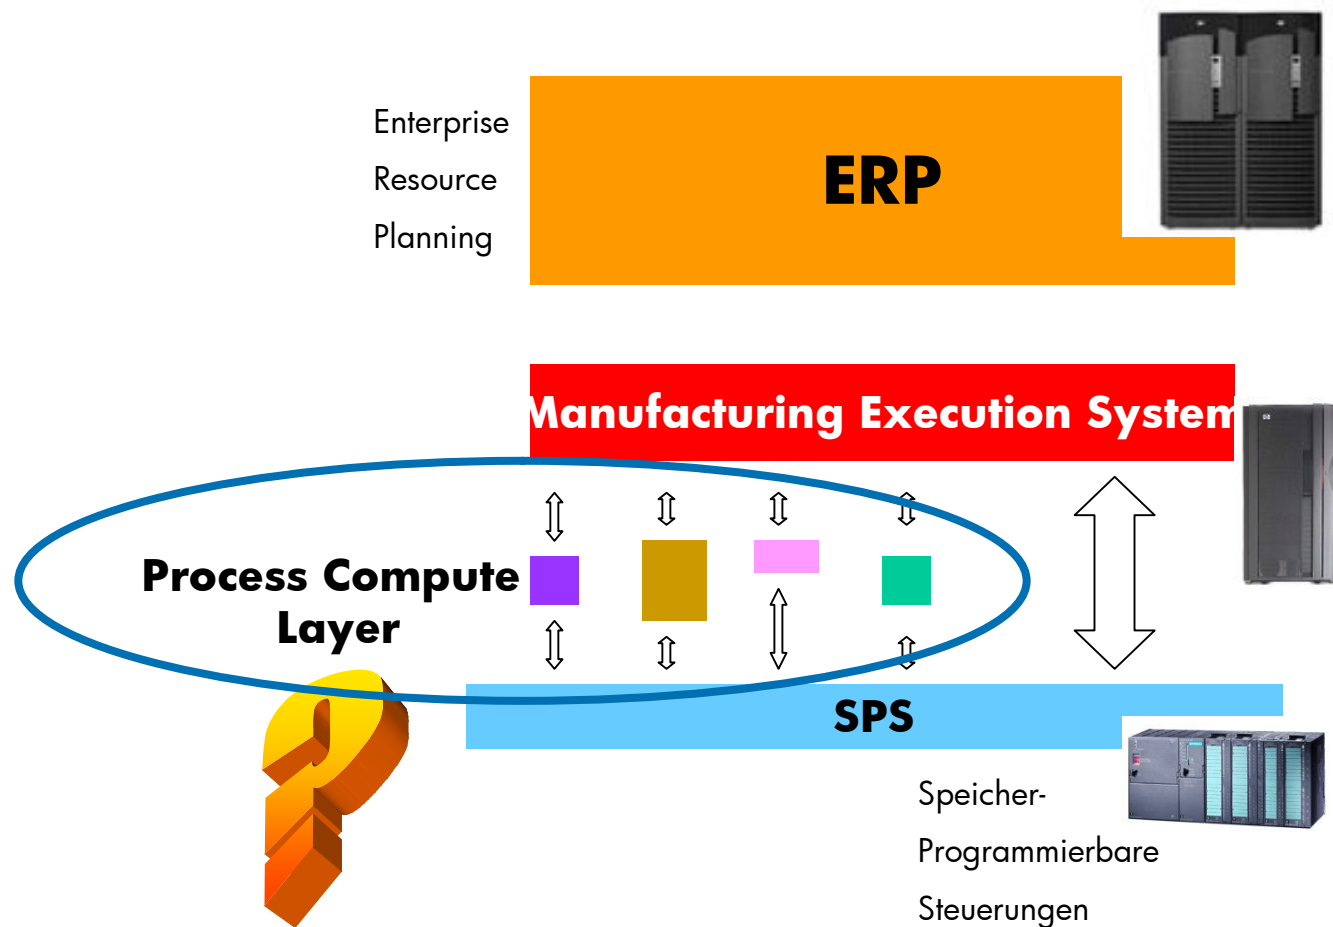 Enterprise
Resource
Planning
ERP
Manufacturing Execution System
Process Compute
Layer
SPS
Speicher-
Programmierbare
Steuerungen